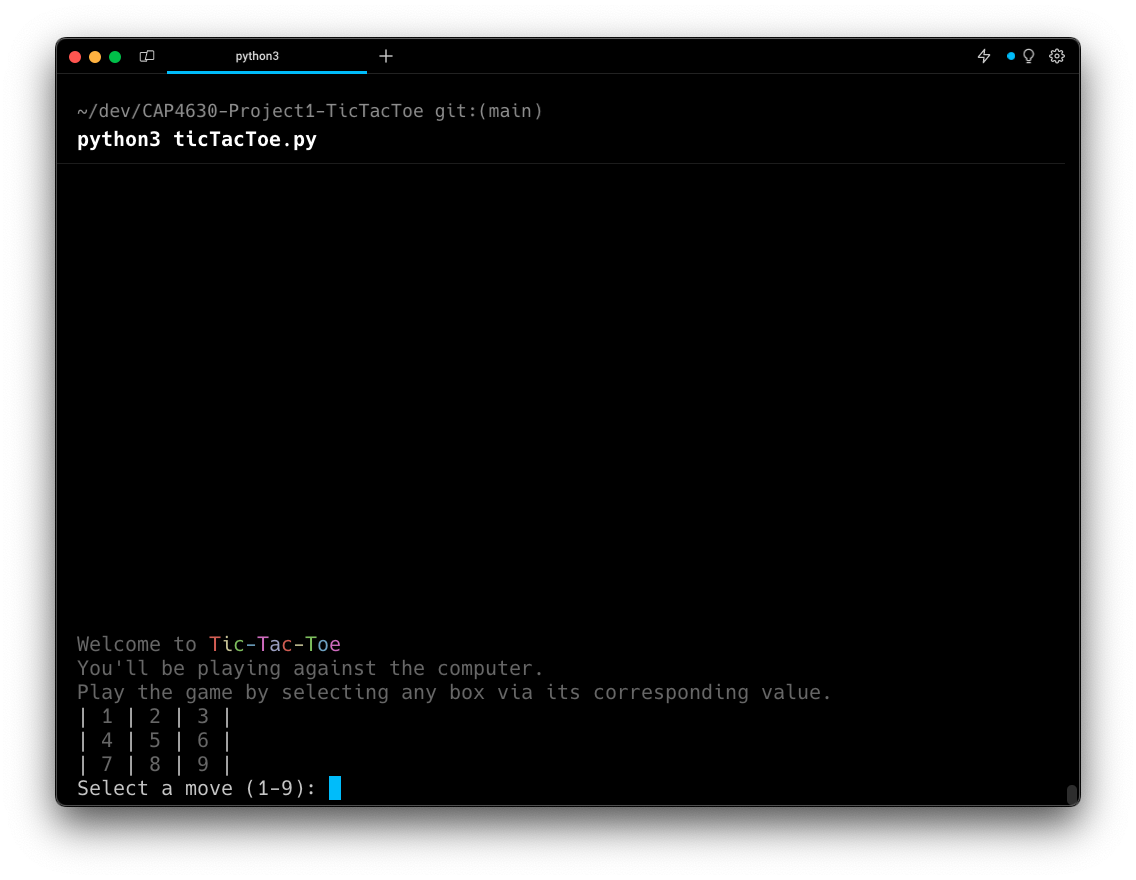 python3
~/dev/CAP4630-Project1-TicTacToe git:(main)
python3 ticTacToe.py
Welcome to Tic-Tac-Toe
You'll be playing against the computer.
Play the game by selecting any box via its corresponding value.
| 1 | 2 | 3 |
| 4 | 5 | 6 |
| 7 | 8 | 9 |
Select a move (1-9):